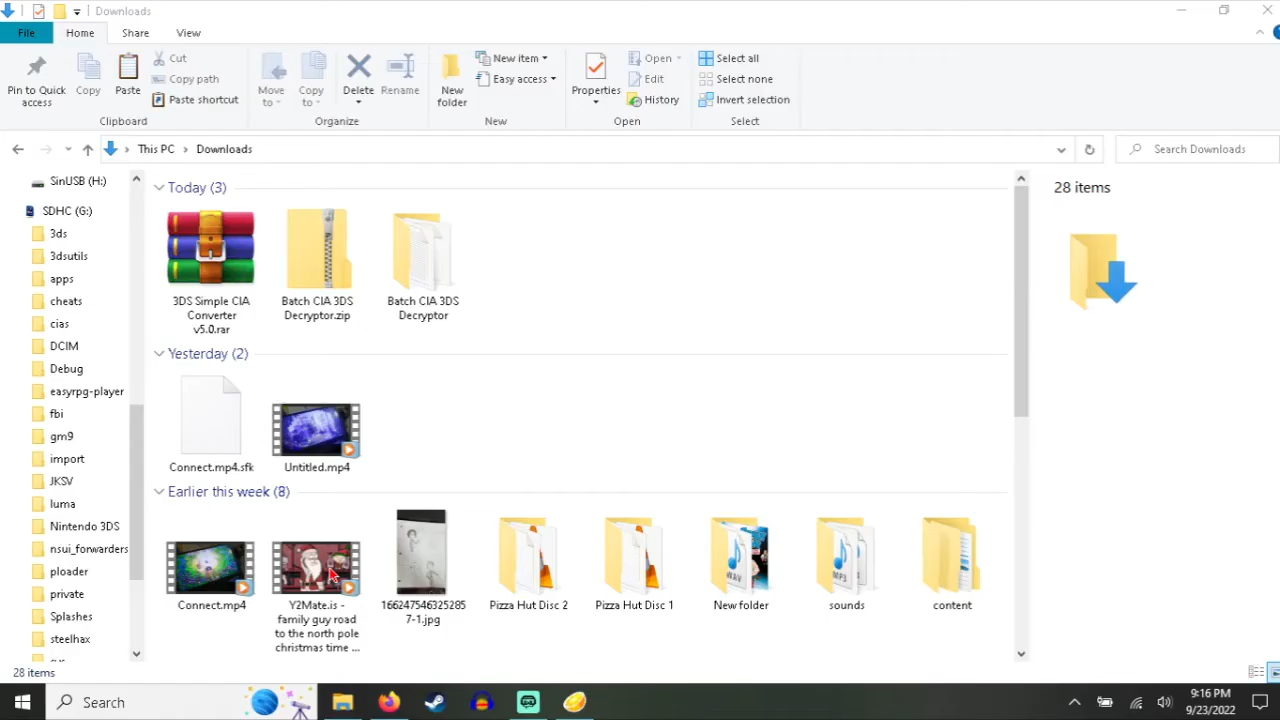 Downloads
File
Home
Share
View
Pin to Quick access
Copy
Paste
Cut
Copy path
Paste shortcut
Move to
Copy to
Delete
Rename
New folder
New item
Easy access
Properties
Open
Edit
History
Select all
Select none
Invert selection
Clipboard
Organize
New
Open
Select
This PC
Downloads
Search Downloads
SinUSB (H:)
SDHC (G:)
3ds
3dsutils
apps
cheats
cias
DCIM
Debug
easyrpg-player
fbi
gm9
import
JKSV
luma
Nintendo 3DS
nsui_forwarders
ploader
private
Splashes
steelhax
Today (3)
3DS Simple CIA
Converter
v5.0.rar
Batch CIA 3DS
Decryptor.zip
Batch CIA 3DS
Decryptor
Yesterday (2)
Connect.mp4.sfk
Untitled.mp4
Earlier this week (8)
Connect.mp4
Y2Mate.is -
family guy road
to the north pole
christmas time ...
166247546325285
7-1.jpg
Pizza Hut Disc 2
Pizza Hut Disc 1
WAV
New folder
MP3
sounds
content
28 items
28 items
Search
9:16 PM
9/23/2022